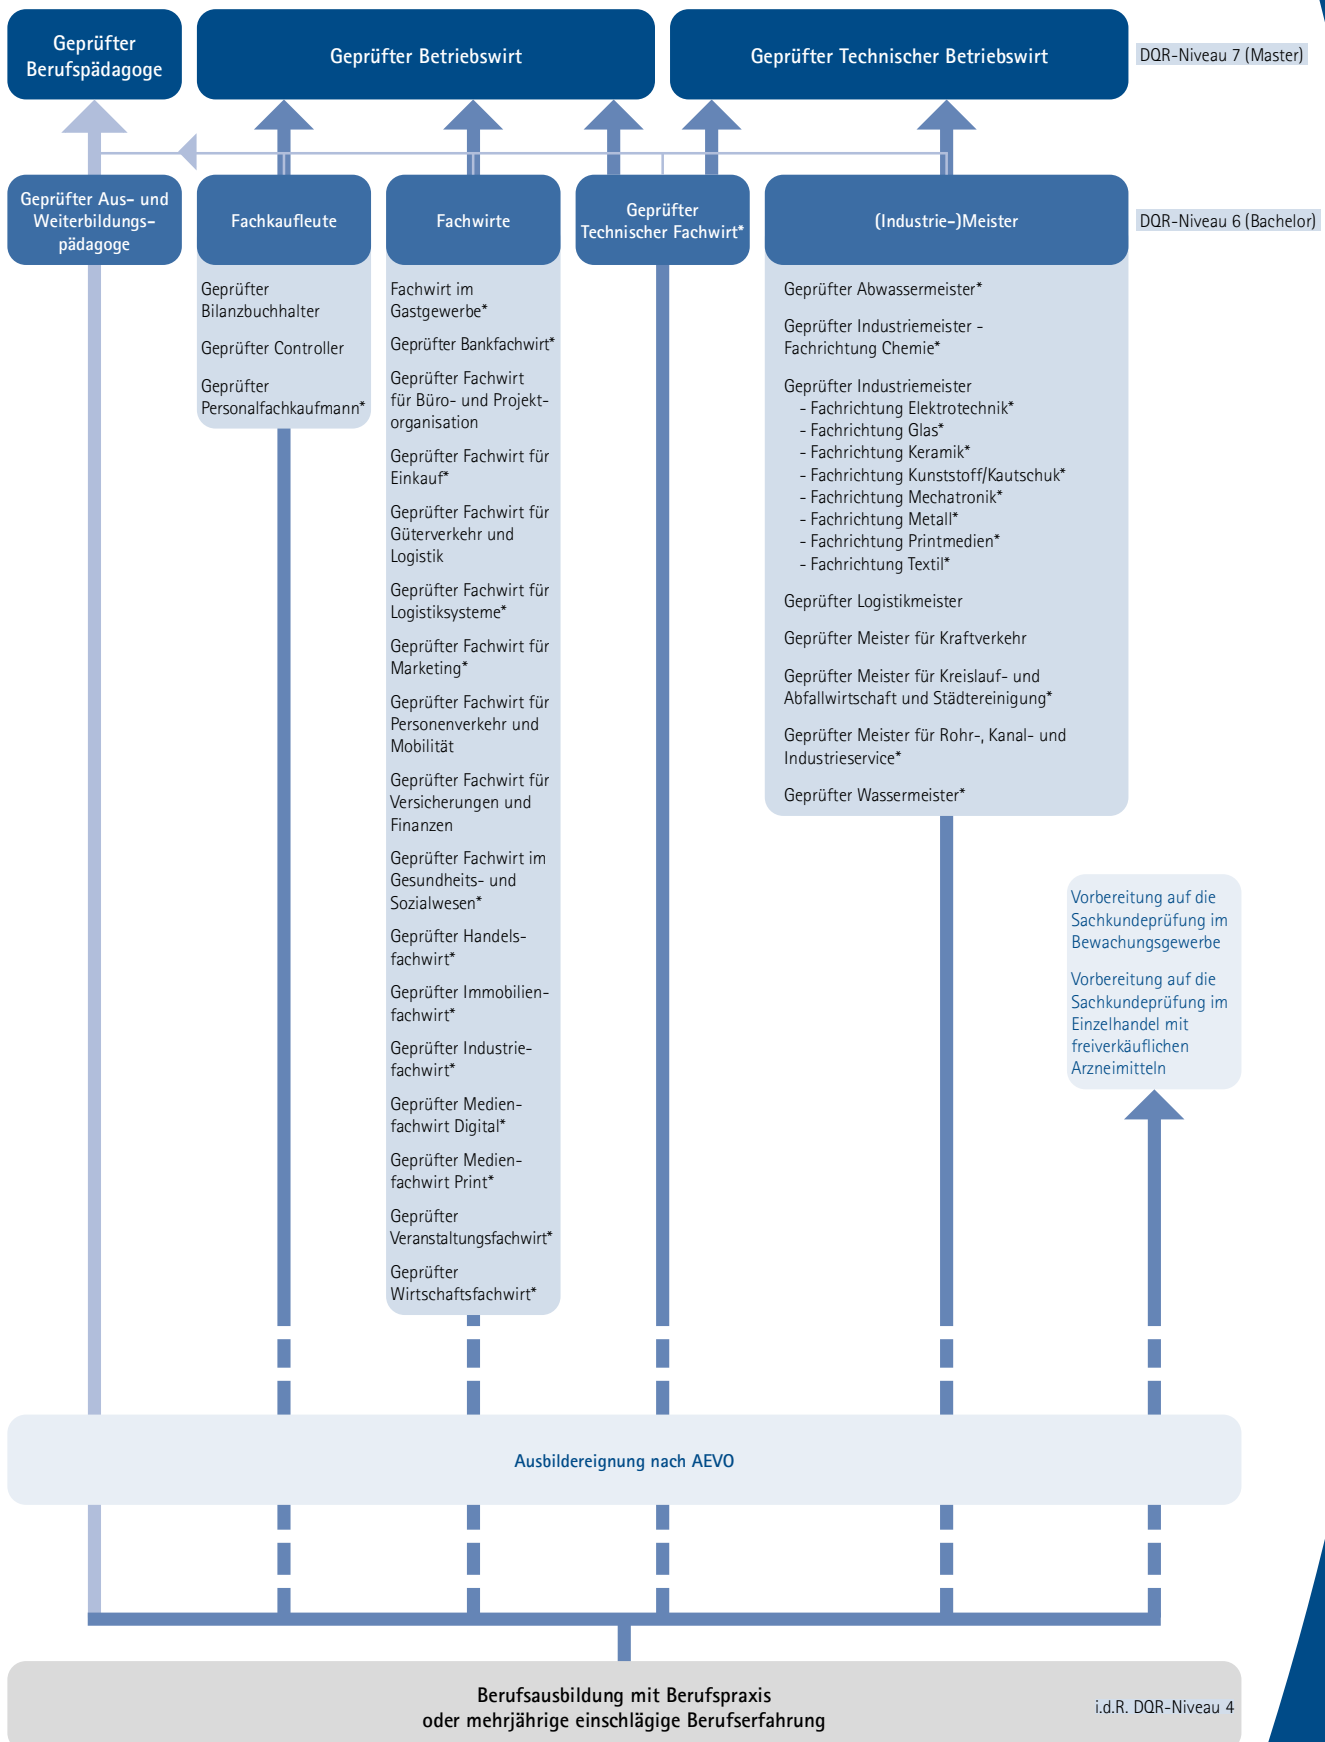 Geprüfter
Berufspädagoge
Geprüfter Betriebswirt
Geprüfter Technischer Betriebswirt
DQR-Niveau 7 (Master)
Geprüfter Aus- und
Weiterbildungs-
pädagoge
Fachkaufleute
Fachwirte
Geprüfter
Technischer Fachwirt*
(Industrie-)Meister
DQR-Niveau 6 (Bachelor)
Geprüfter
Bilanzbuchhalter
Geprüfter Controller
Geprüfter
Personalfachkaufmann*
Fachwirt im
Gastgewerbe*
Geprüfter Bankfachwirt*
Geprüfter Fachwirt
für Büro- und Projekt-
organisation
Geprüfter Fachwirt für
Einkauf*
Geprüfter Fachwirt für
Güterverkehr und
Logistik
Geprüfter Fachwirt für
Logistiksysteme*
Geprüfter Fachwirt für
Marketing*
Geprüfter Fachwirt für
Personenverkehr und
Mobilität
Geprüfter Fachwirt für
Versicherungen und
Finanzen
Geprüfter Fachwirt im
Gesundheits- und
Sozialwesen*
Geprüfter Handels-
fachwirt*
Geprüfter Immobilien-
fachwirt*
Geprüfter Industrie-
fachwirt*
Geprüfter Medien-
fachwirt Digital*
Geprüfter Medien-
fachwirt Print*
Geprüfter
Veranstaltungsfachwirt*
Geprüfter
Wirtschaftsfachwirt*
Geprüfter Abwassermeister*
Geprüfter Industriemeister -
Fachrichtung Chemie*
Geprüfter Industriemeister
- Fachrichtung Elektrotechnik*
- Fachrichtung Glas*
- Fachrichtung Keramik*
- Fachrichtung Kunststoff/Kautschuk*
- Fachrichtung Mechatronik*
- Fachrichtung Metall*
- Fachrichtung Printmedien*
- Fachrichtung Textil*
Geprüfter Logistikmeister
Geprüfter Meister für Kraftverkehr
Geprüfter Meister für Kreislauf- und
Abfallwirtschaft und Städtereinigung*
Geprüfter Meister für Rohr-, Kanal- und
Industrieservice*
Geprüfter Wassermeister*
Vorbereitung auf die
Sachkundeprüfung im
Bewachungsgewerbe
Vorbereitung auf die
Sachkundeprüfung im
Einzelhandel mit
freiverkäuflichen
Arzneimitteln
Ausbildereignung nach AEVO
Berufsausbildung mit Berufspraxis
oder mehrjährige einschlägige Berufserfahrung
i.d.R. DQR-Niveau 4